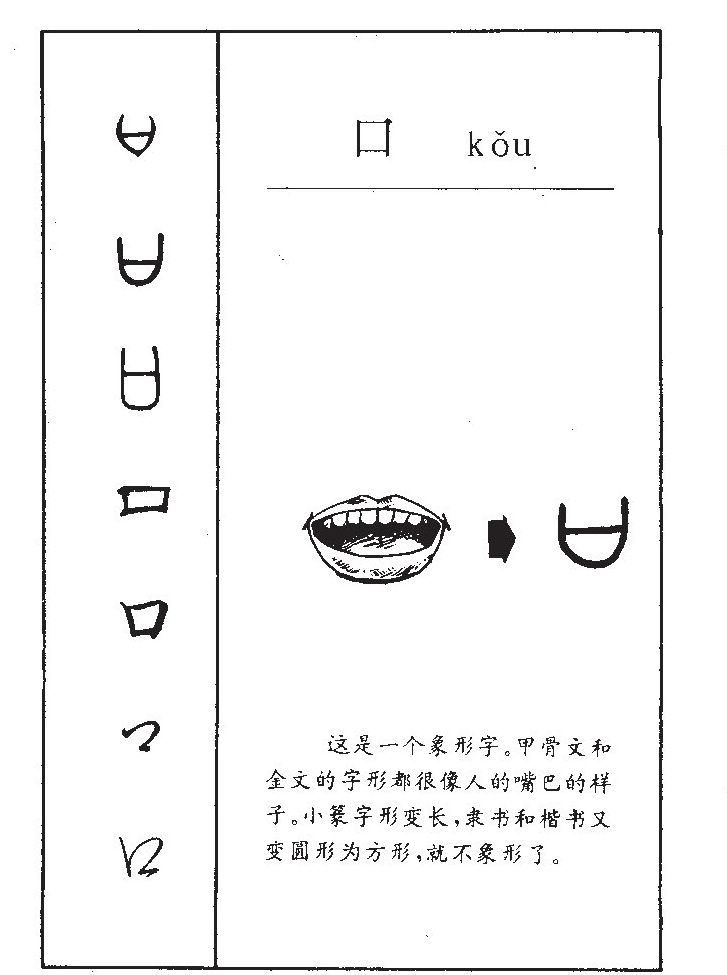 口 kǒu
这是一个象形字。甲骨文和
金文的字形都很像人的嘴巴的样
子。小篆字形变长,隶书和楷书又
变圆形为方形,就不象形了。